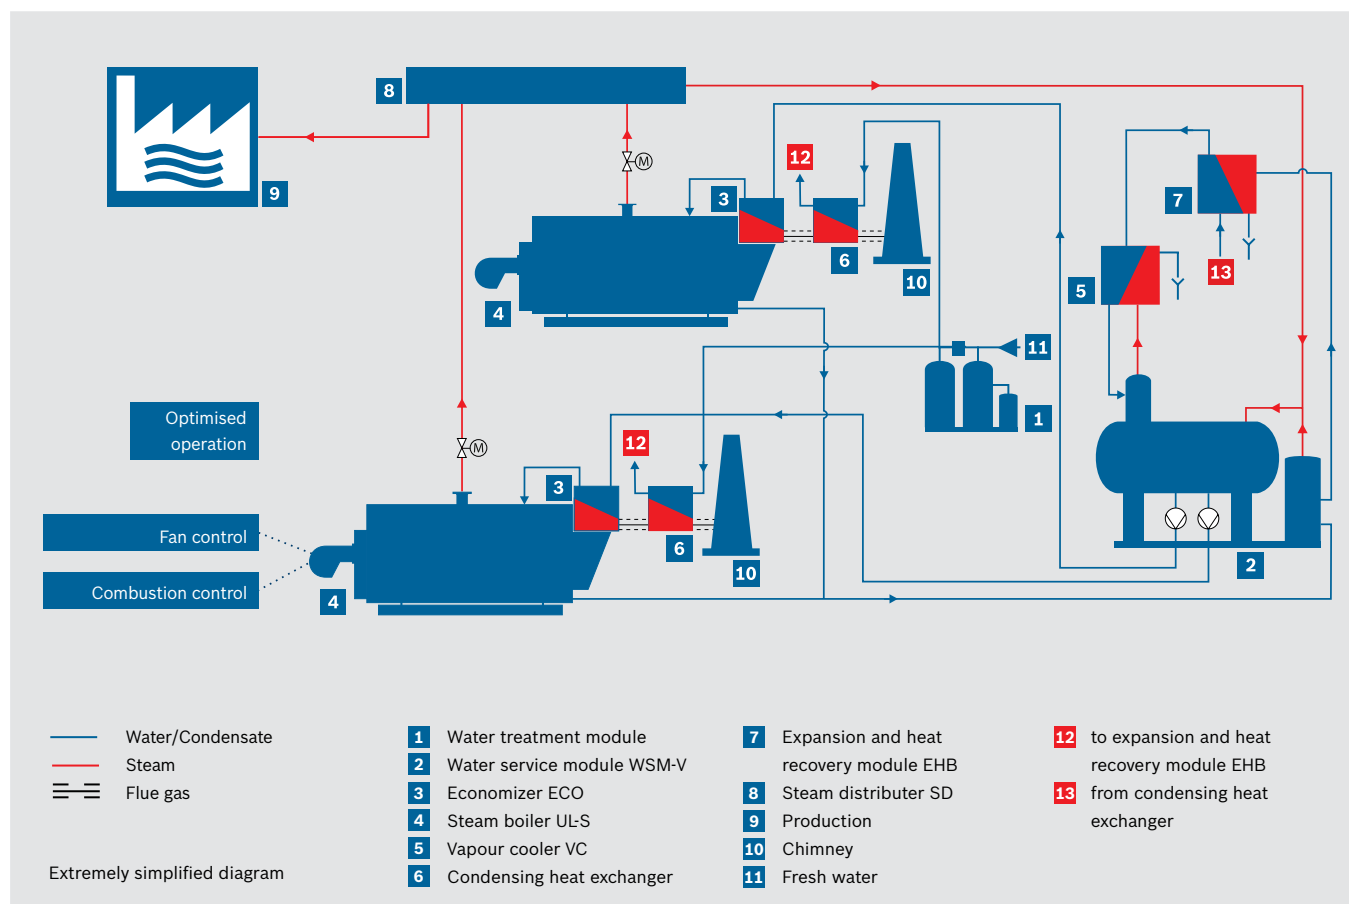 8
9
M
3
12
6
4
10
7
13
5
11
1
Optimised
operation
M
12
3
6
10
Fan control
Combustion control
4
2
Water/Condensate
Steam
Flue gas
Extremely simplified diagram
1 Water treatment module
2 Water service module WSM-V
3 Economizer ECO
4 Steam boiler UL-S
5 Vapour cooler VC
6 Condensing heat exchanger
7 Expansion and heat
recovery module EHB
8 Steam distributer SD
9 Production
10 Chimney
11 Fresh water
12 to expansion and heat
recovery module EHB
13 from condensing heat
exchanger